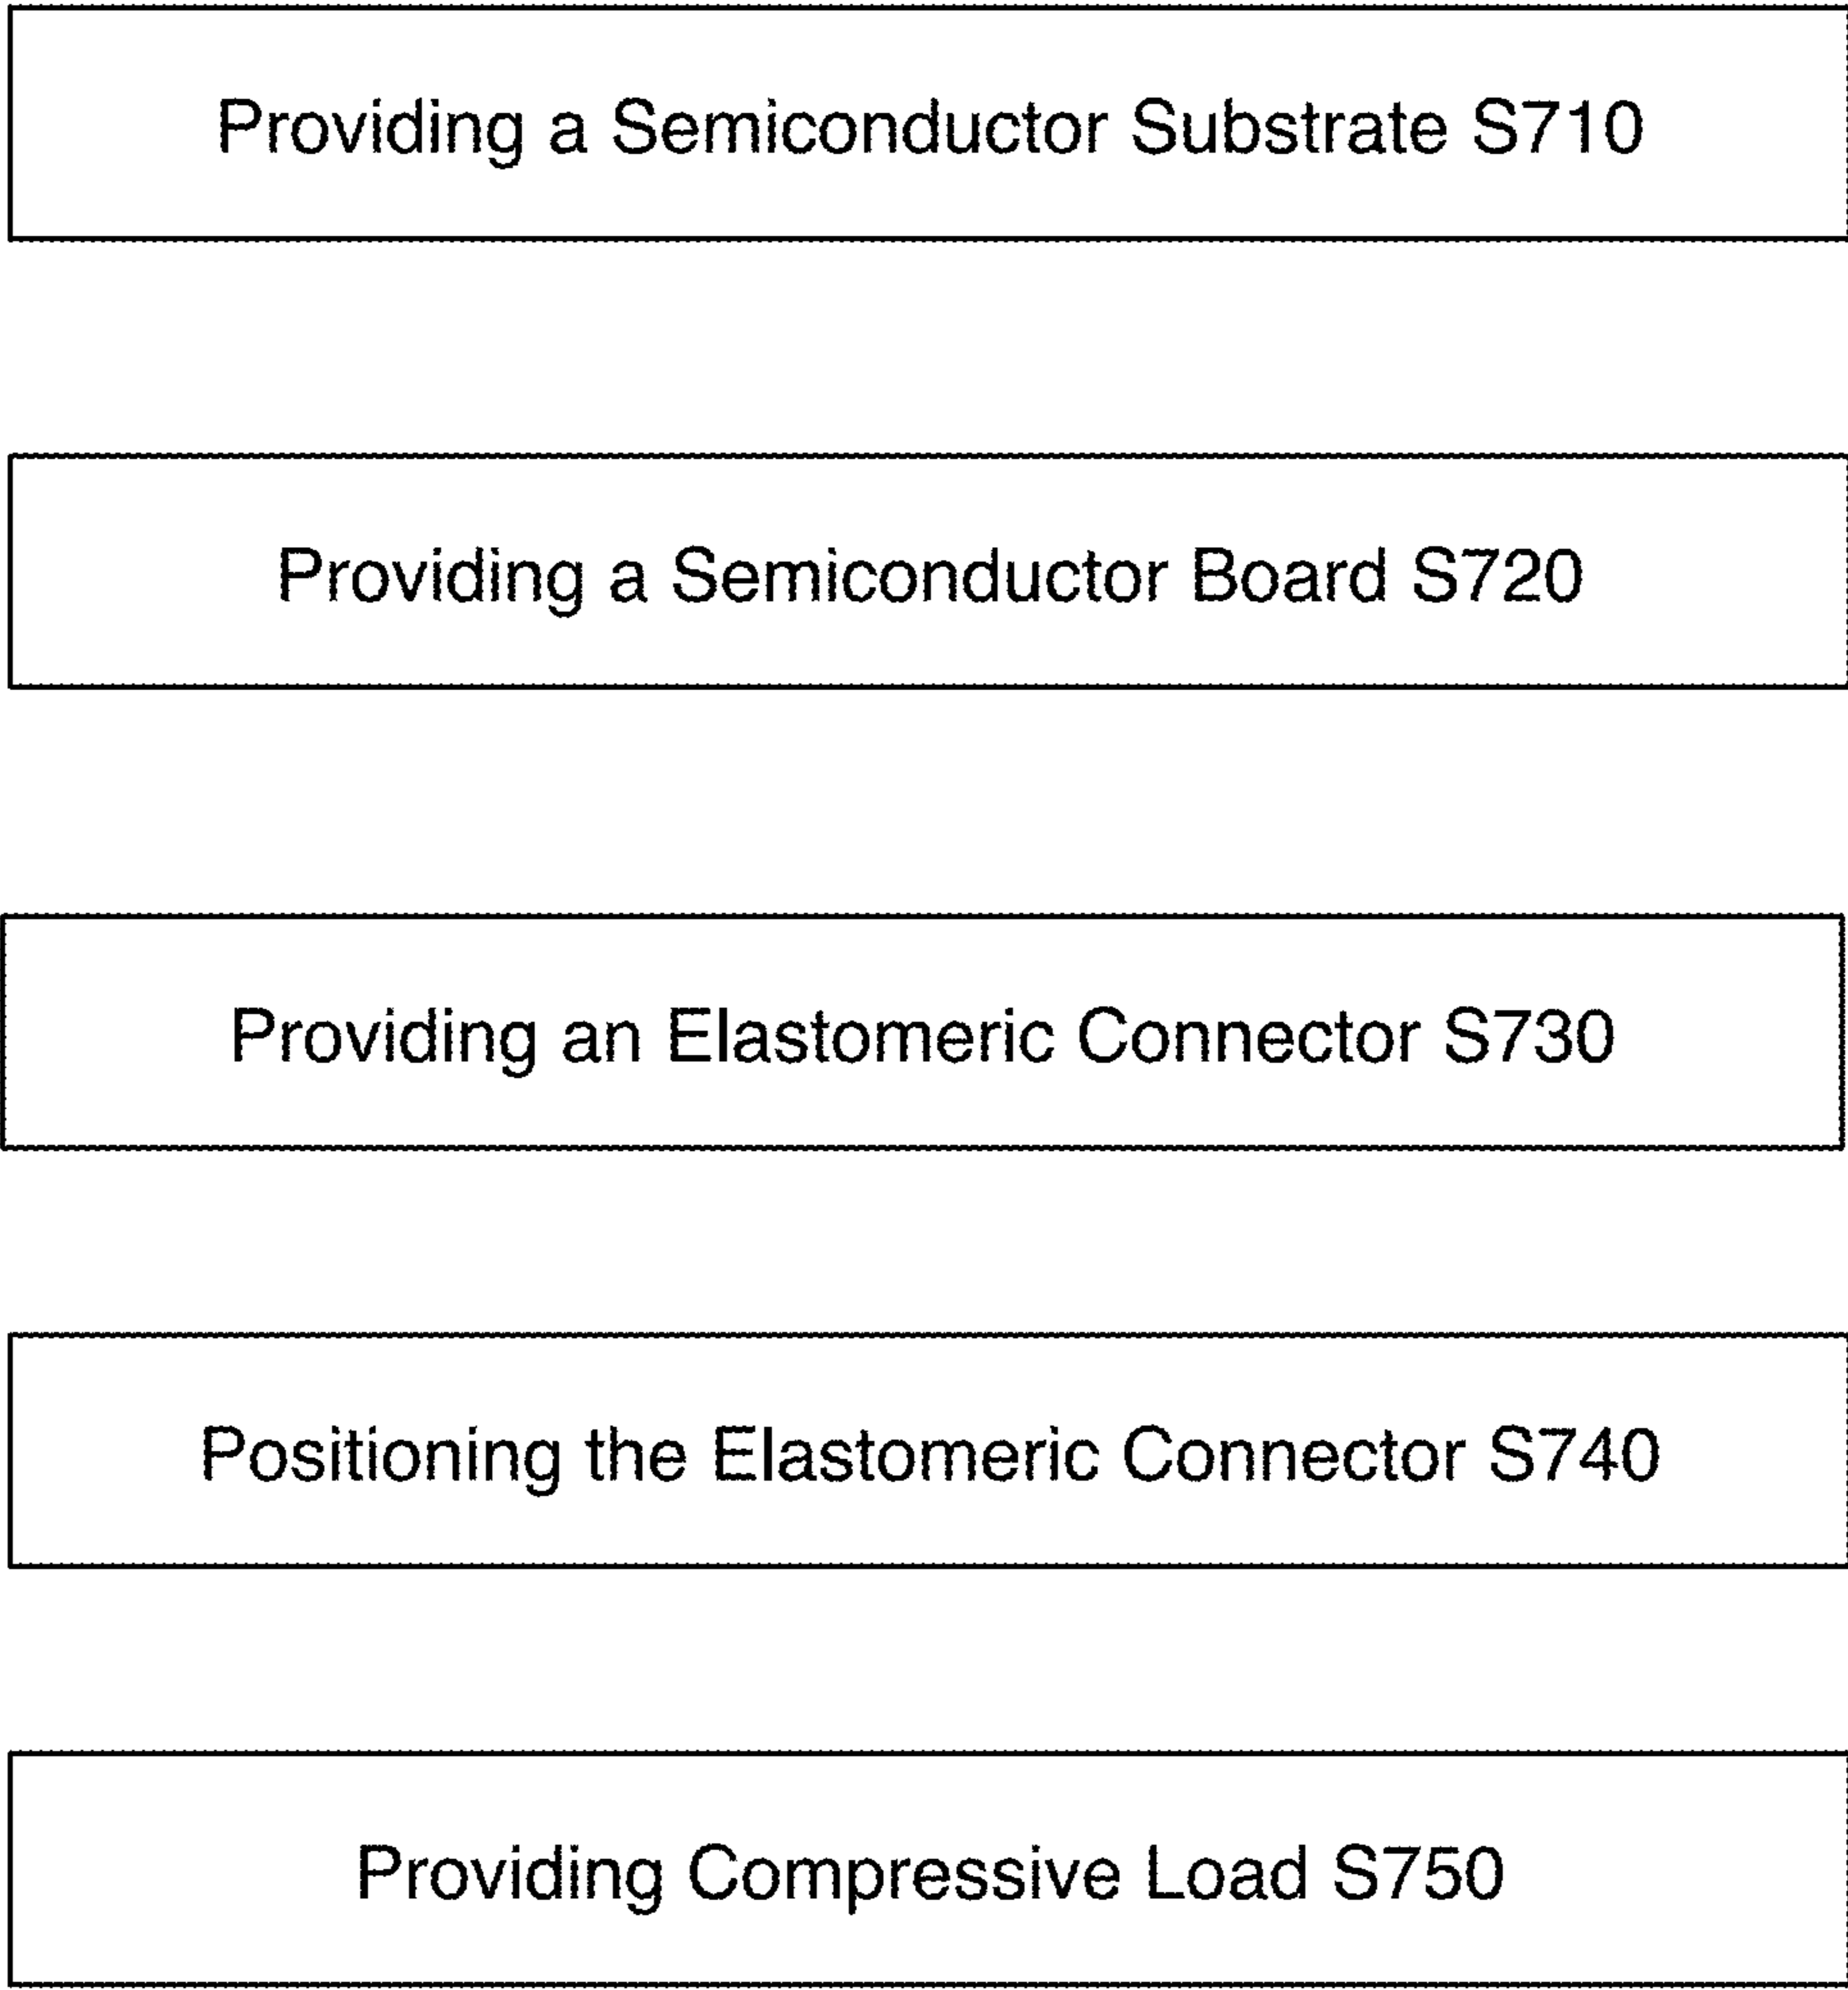 Providing a Semiconductor Substrate S710
Providing a Semiconductor Board S720
Providing an Elastomeric Connector S730
Positioning the Elastomeric Connector S740
Providing Compressive Load S750